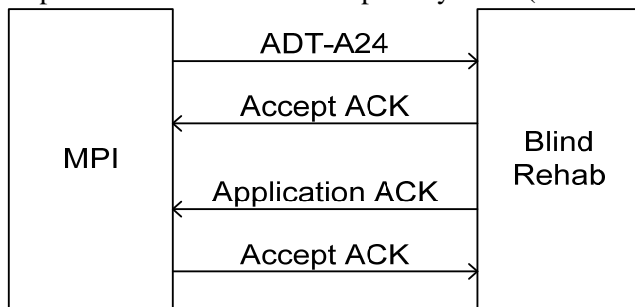 ADT-A24
Accept ACK
MPI
Blind
Rehab
Application ACK
Accept ACK